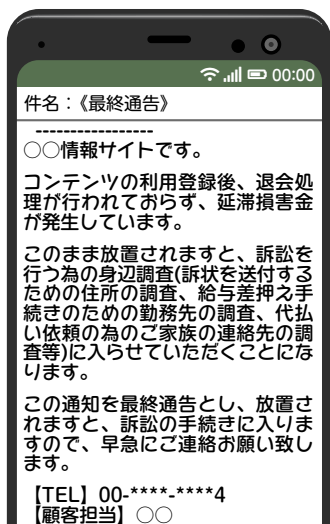 00:00
件名：《最終通告》
-----------------
○○情報サイトです。
コンテンツの利用登録後、退会処
理が行われておらず、延滞損害金
が発生しています。
このまま放置されますと、訴訟を
行う為の身辺調査(訴状を送付する
ための住所の調査、給与差押え手
続きのための勤務先の調査、代払
い依頼の為のご家族の連絡先の調
査等)に入らせていただくことにな
ります。
この通知を最終通告とし、放置さ
れますと、訴訟の手続きに入りま
すので、早急にご連絡お願い致し
ます。
【TEL】00-****-****4
【顧客担当】○○